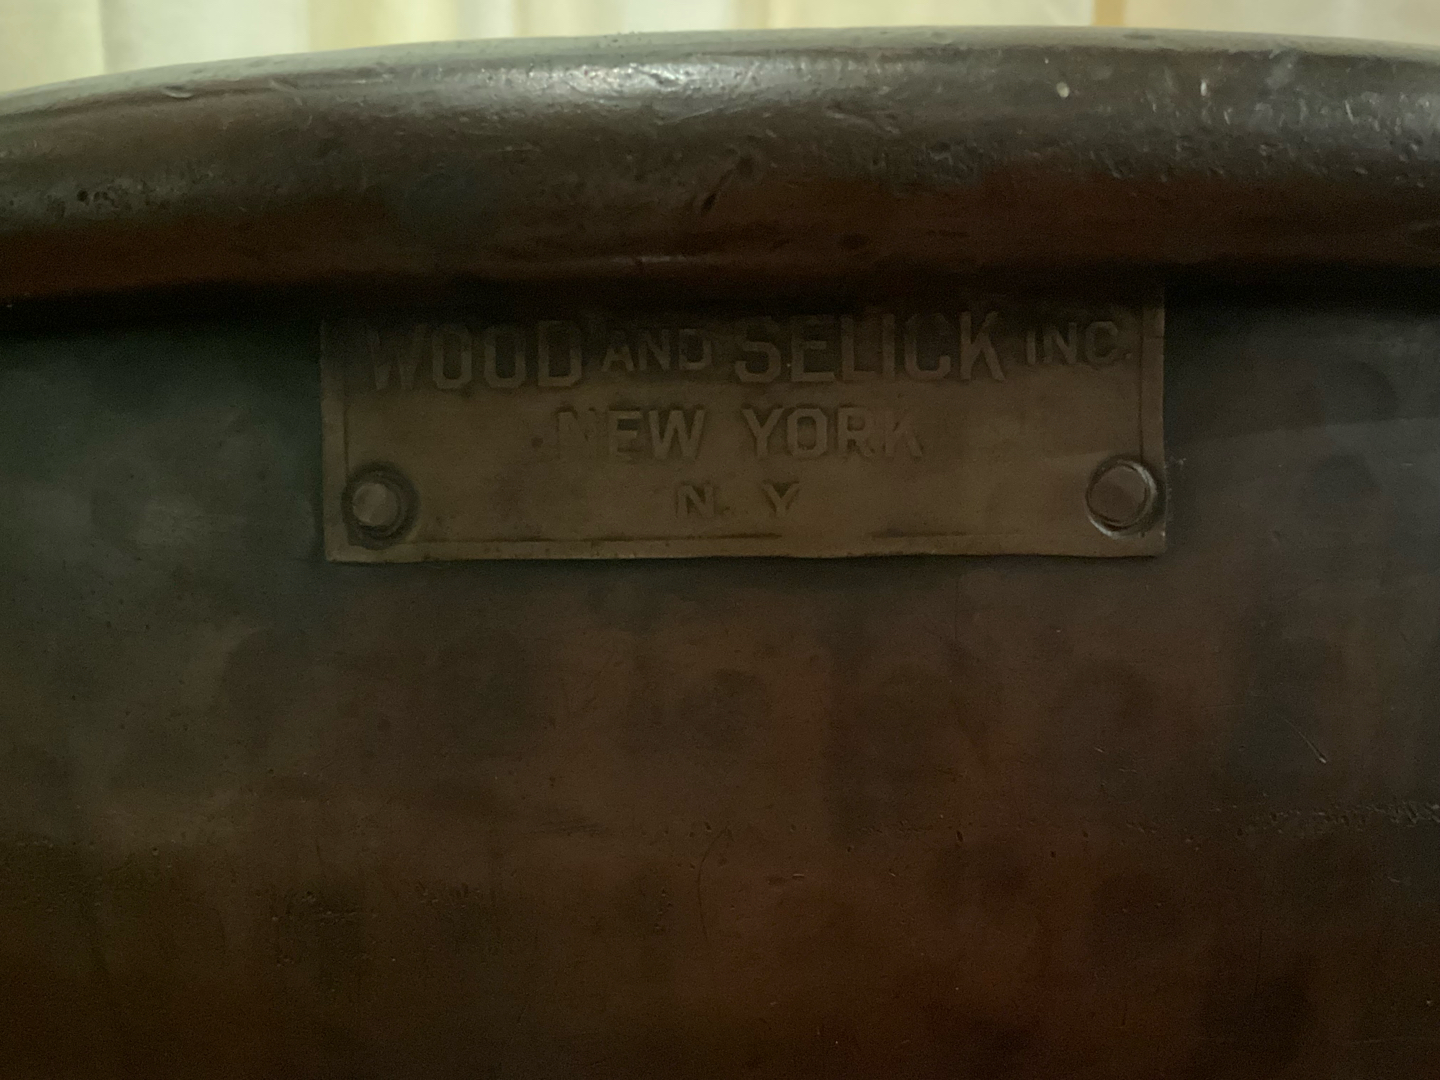 WOOD AND SELICK INC.
NEW YORK
N. Y